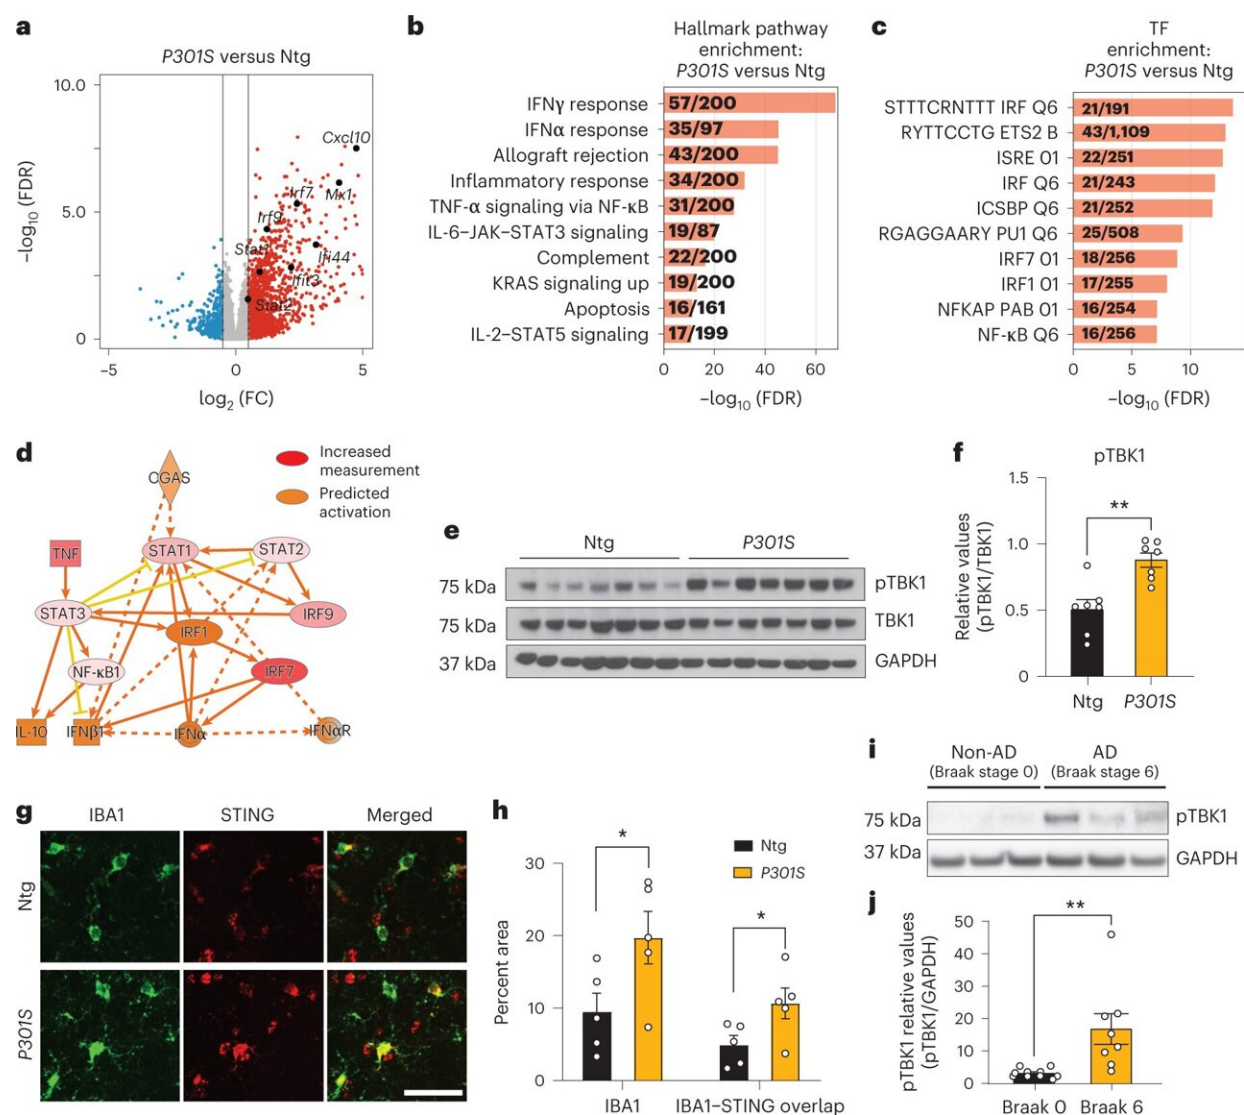 a
P301S versus Ntg
10.0
5.0
0
−log10 (FDR)
Cxcl10
Mx1
Irf7
Irf9
Stat1
Ifi44
Ifit3
Stat2
−5
0
5
log2 (FC)
b
Hallmark pathway
enrichment:
P301S versus Ntg
IFNγ response
57/200
IFNα response
35/97
Allograft rejection
43/200
Inflammatory response
34/200
TNF-α signaling via NF-κB
31/200
IL-6–JAK–STAT3 signaling
19/87
Complement
22/200
KRAS signaling up
19/200
Apoptosis
16/161
IL-2–STAT5 signaling
17/199
0
20
40
60
−log10 (FDR)
c
TF
enrichment:
P301S versus Ntg
STTTCRNTTT IRF Q6
21/191
RYTTCCTG ETS2 B
43/1,109
ISRE 01
22/251
IRF Q6
21/243
ICSBP Q6
21/252
RGAGGAARY PU1 Q6
25/508
IRF7 01
18/256
IRF1 01
17/255
NFKAP PAB 01
16/254
NF-κB Q6
16/256
0
5
10
−log10 (FDR)
d
CGAS
Increased
measurement
Predicted
activation
TNF
STAT1
STAT2
STAT3
IRF1
IRF9
NF-κB1
IRF7
IL-10
IFNβ1
IFNα
IFNαR
e
Ntg
P301S
75 kDa
pTBK1
75 kDa
TBK1
37 kDa
GAPDH
f
pTBK1
1.5
1.0
0.5
0
Relative values
(pTBK1/TBK1)
**
Ntg
P301S
g
IBA1
STING
Merged
Ntg
P301S
h
Ntg
P301S
30
20
10
0
Percent area
*
*
IBA1
IBA1–STING overlap
i
Non-AD
(Braak stage 0)
AD
(Braak stage 6)
75 kDa
pTBK1
37 kDa
GAPDH
j
50
40
30
20
10
0
pTBK1 relative values
(pTBK1/GAPDH)
**
Braak 0
Braak 6